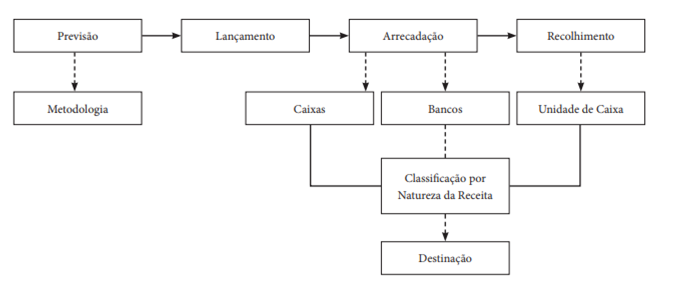 Previsão
Lançamento
Arrecadação
Recolhimento
Metodologia
Caixas
Bancos
Unidade de Caixa
Classificação por
Natureza da Receita
Destinação